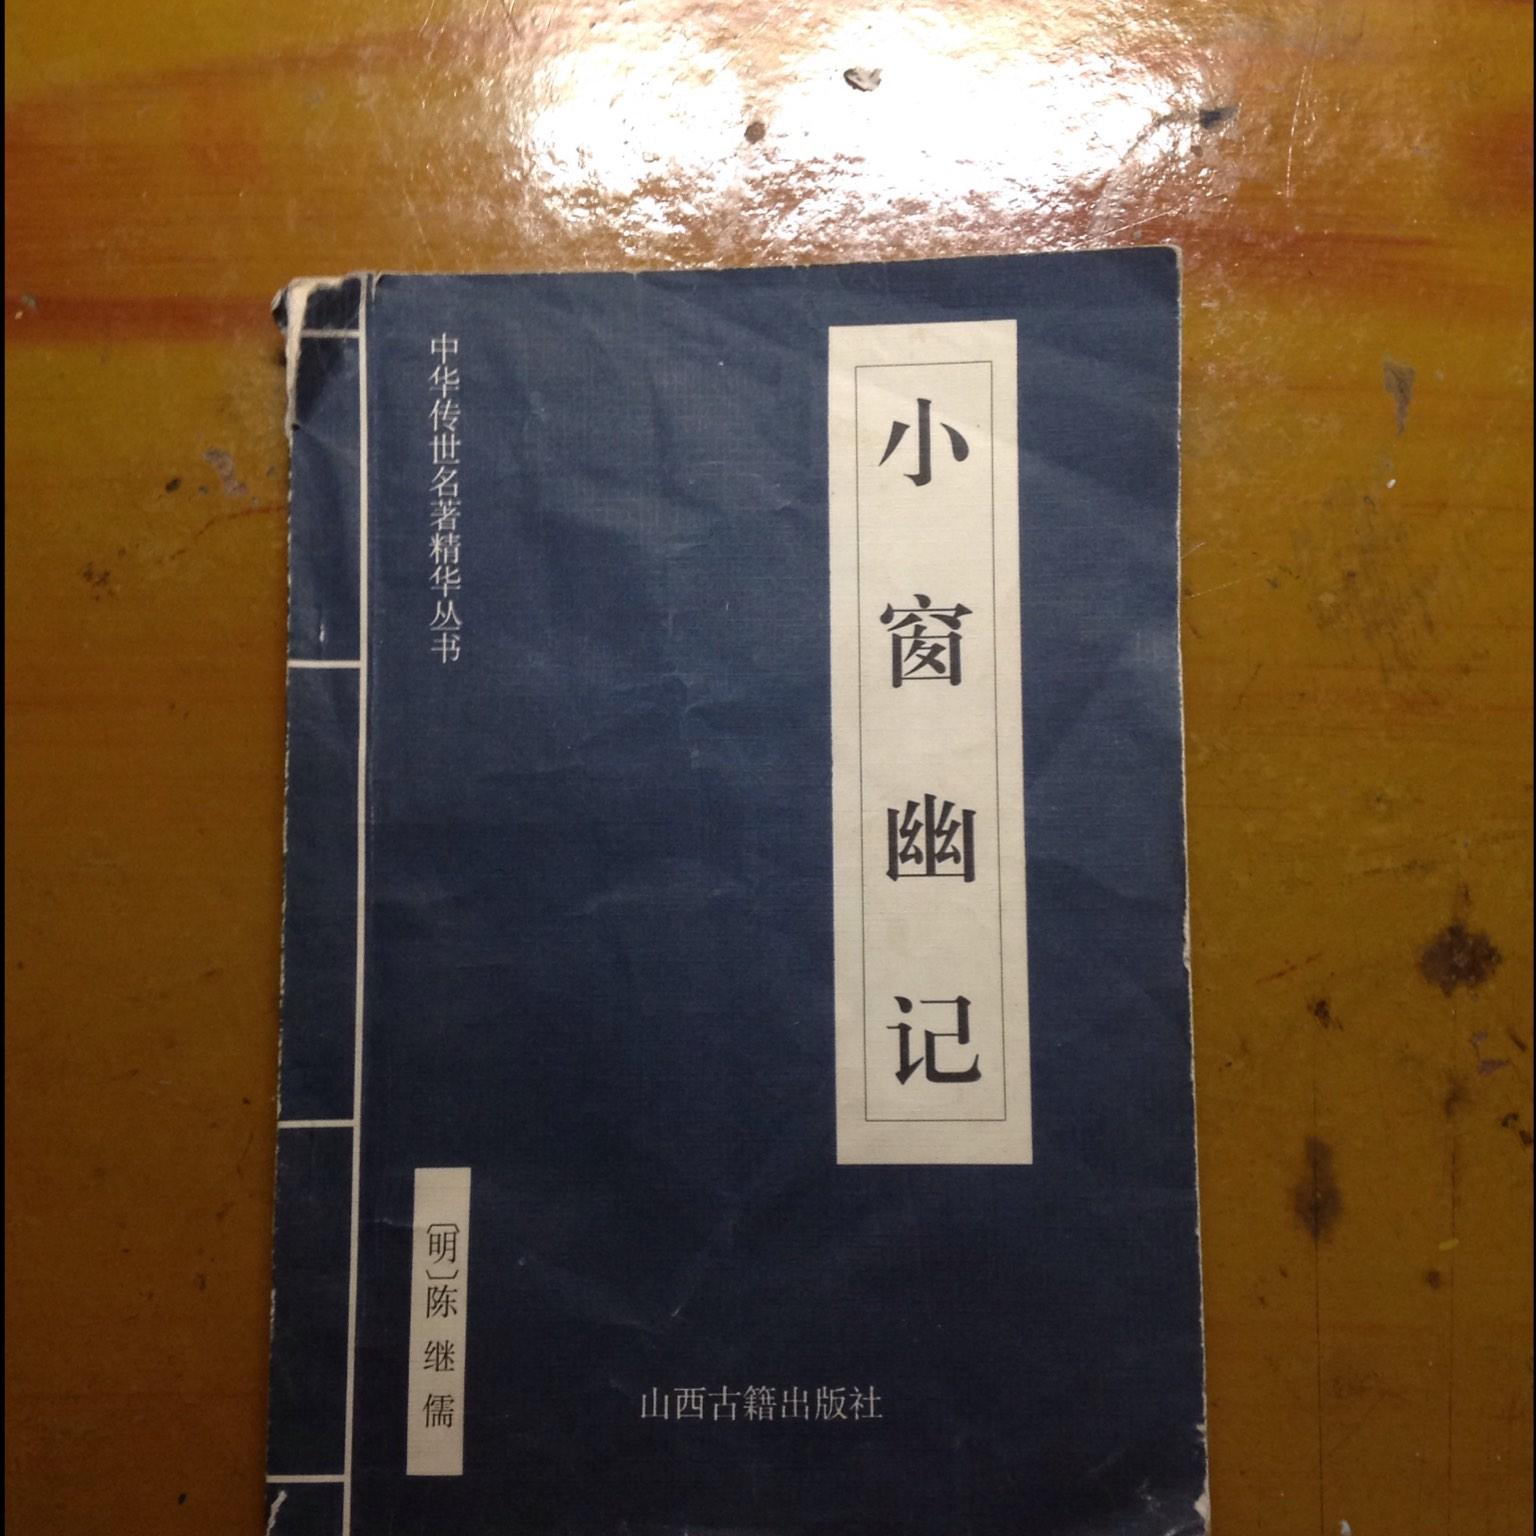 小窗幽记
中华传世名著精华丛书
〔明〕陈继儒
山西古籍出版社